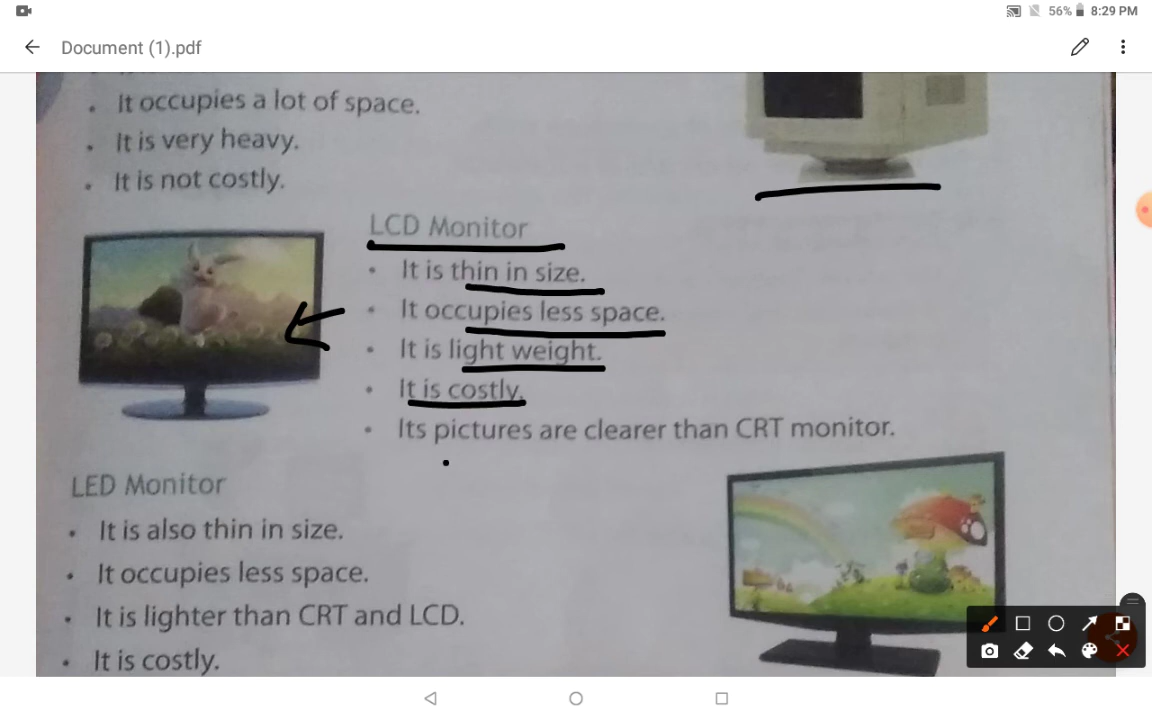 56% 8:29 PM
Document (1).pdf
It occupies a lot of space.
It is very heavy.
It is not costly.
LCD Monitor
It is thin in size.
It occupies less space.
It is light weight.
It is costly.
Its pictures are clearer than CRT monitor.
LED Monitor
It is also thin in size.
It occupies less space.
It is lighter than CRT and LCD.
It is costly.